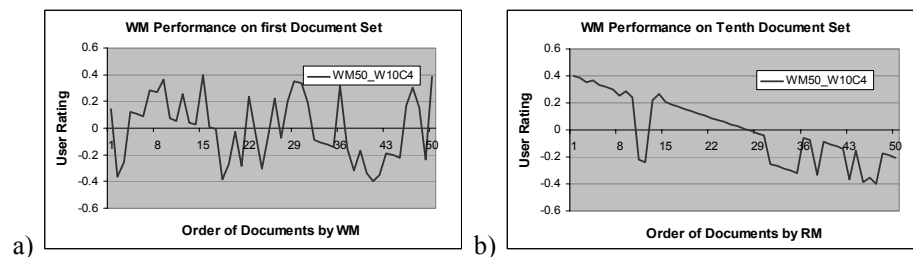 WM Performance on first Document Set
0.6
0.4
0.2
0
-0.2
-0.4
-0.6
1 8 15 22 29 36 43 50
User Rating
WM50_W10C4
Order of Documents by WM
a)
WM Performance on Tenth Document Set
0.6
0.4
0.2
0
-0.2
-0.4
-0.6
1 8 15 22 29 36 43 50
User Rating
WM50_W10C4
Order of Documents by RM
b)